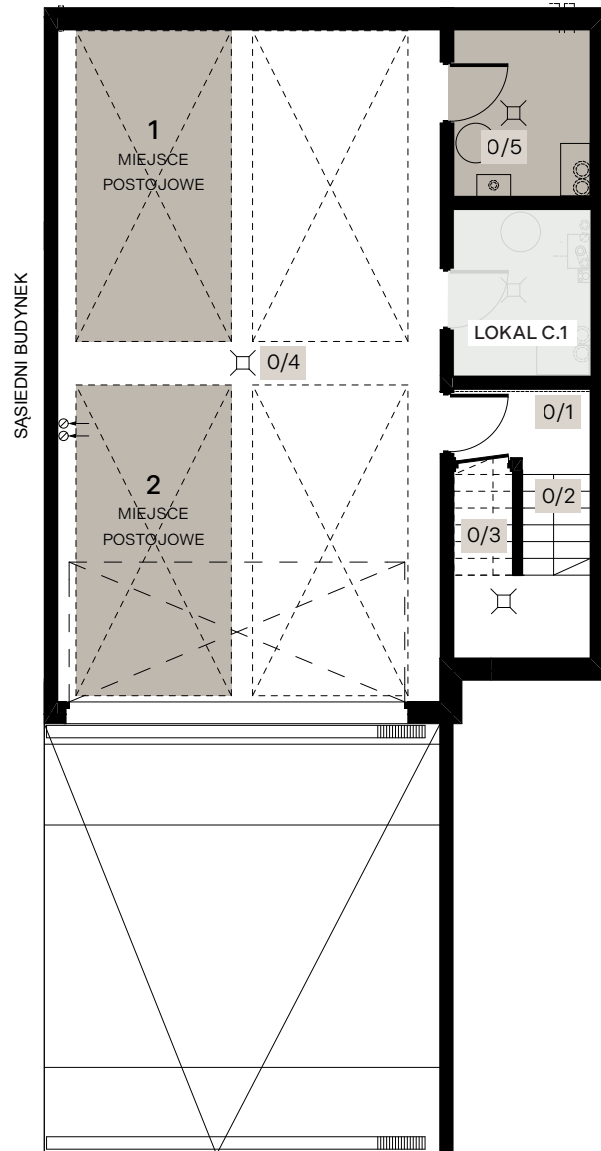 1
MIEJSCE
POSTOJOWE
0/5
SĄSIEDNI BUDYNEK
LOKAL C.1
0/4
0/1
2
MIEJSCE
POSTOJOWE
0/2
0/3